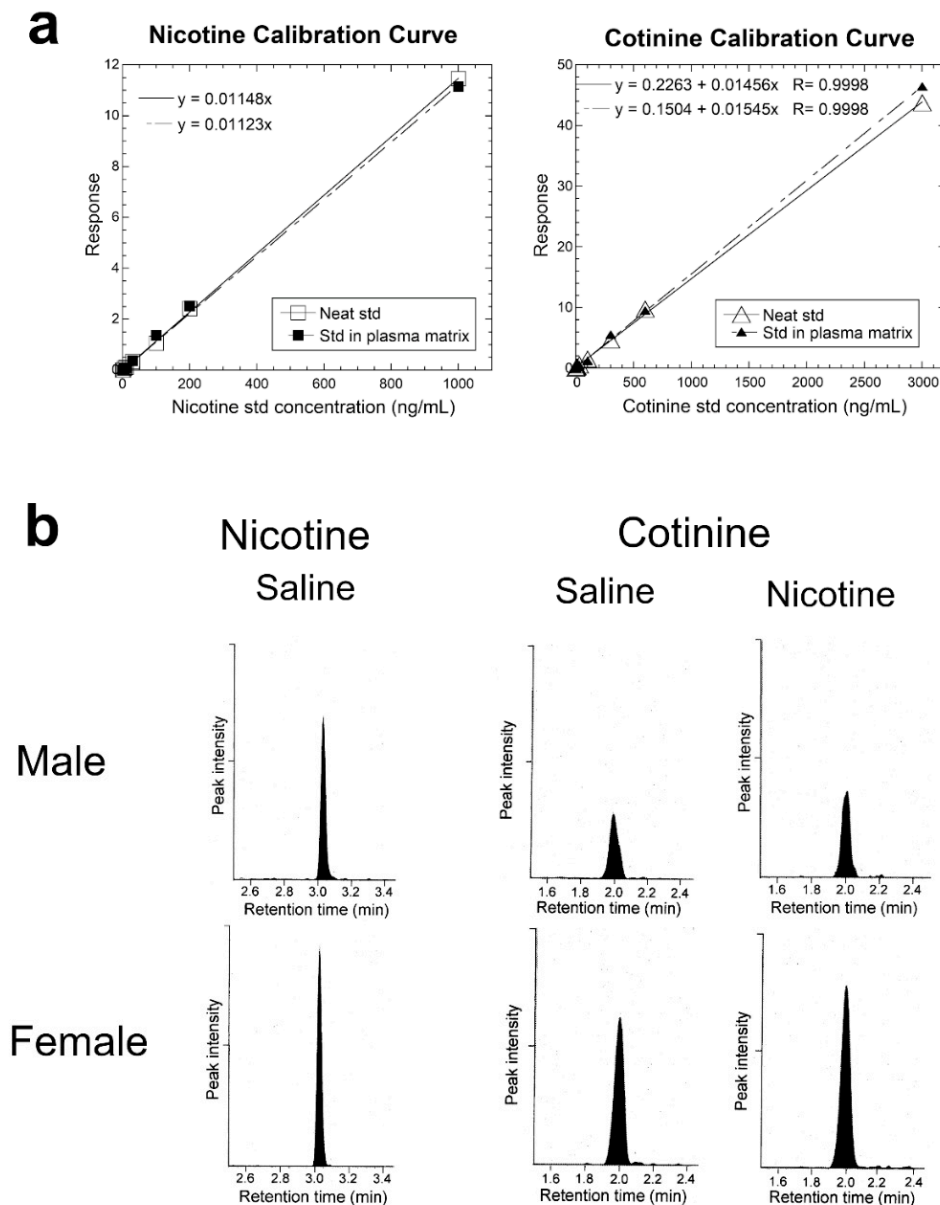 a
Nicotine Calibration Curve
Cotinine Calibration Curve
12
10
8
6
4
2
0
Response
y = 0.01148x
y = 0.01123x
Neat std
Std in plasma matrix
0 200 400 600 800 1000
Nicotine std concentration (ng/mL)
50
40
30
20
10
0
Response
y = 0.2263 + 0.01456x R= 0.9998
y = 0.1504 + 0.01545x R= 0.9998
Neat std
Std in plasma matrix
0 500 1000 1500 2000 2500 3000
Cotinine std concentration (ng/mL)
b
Nicotine
Cotinine
Saline
Saline
Nicotine
Male
Peak intensity
2.6 2.8 3.0 3.2 3.4
Retention time (min)
Peak intensity
1.6 1.8 2.0 2.2 2.4
Retention time (min)
Peak intensity
1.6 1.8 2.0 2.2 2.4
Retention time (min)
Female
Peak intensity
2.6 2.8 3.0 3.2 3.4
Retention time (min)
Peak intensity
1.6 1.8 2.0 2.2 2.4
Retention time (min)
Peak intensity
1.6 1.8 2.0 2.2 2.4
Retention time (min)